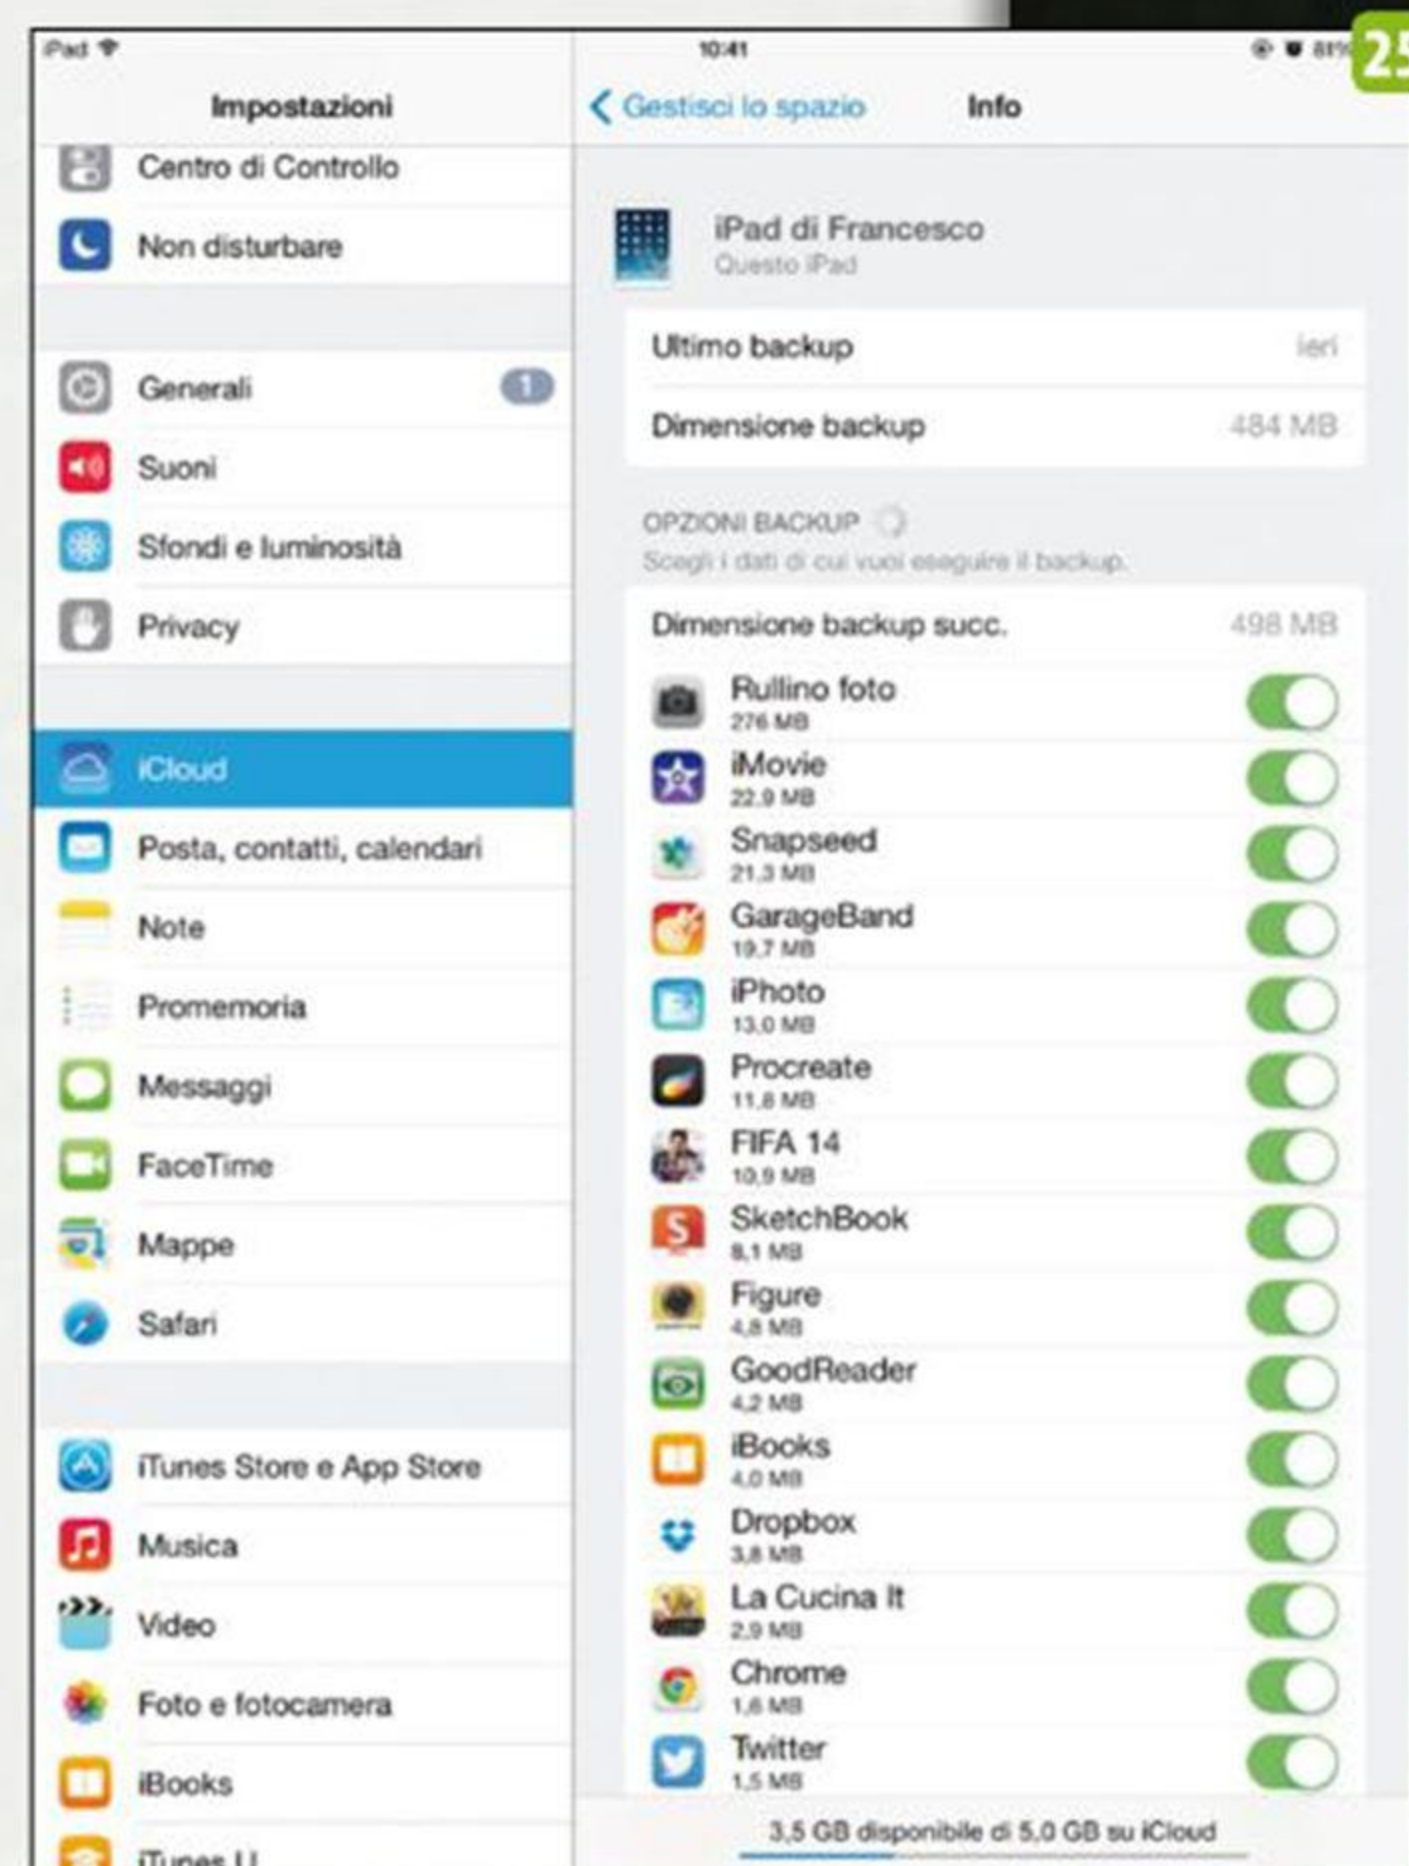 iPad
10:41
25
Impostazioni
Centro di Controllo
Non disturbare
Generali 1
Suoni
Sfondi e luminosità
Privacy
iCloud
Posta, contatti, calendari
Note
Promemoria
Messaggi
FaceTime
Mappe
Safari
iTunes Store e App Store
Musica
Video
Foto e fotocamera
iBooks
iTunes U
Gestisci lo spazio
Info
iPad di Francesco
Questo iPad
Ultimo backup ieri
Dimensione backup 484 MB
OPZIONI BACKUP
Scegli i dati di cui vuoi eseguire il backup.
Dimensione backup succ. 498 MB
Rullino foto
276 MB
iMovie
22,9 MB
Snapseed
21,3 MB
GarageBand
19,7 MB
iPhoto
13,0 MB
Procreate
11,8 MB
FIFA 14
10,9 MB
SketchBook
8,1 MB
Figure
4,8 MB
GoodReader
4,2 MB
iBooks
4,0 MB
Dropbox
3,8 MB
La Cucina It
2,9 MB
Chrome
1,6 MB
Twitter
1,5 MB
3,5 GB disponibile di 5,0 GB su iCloud